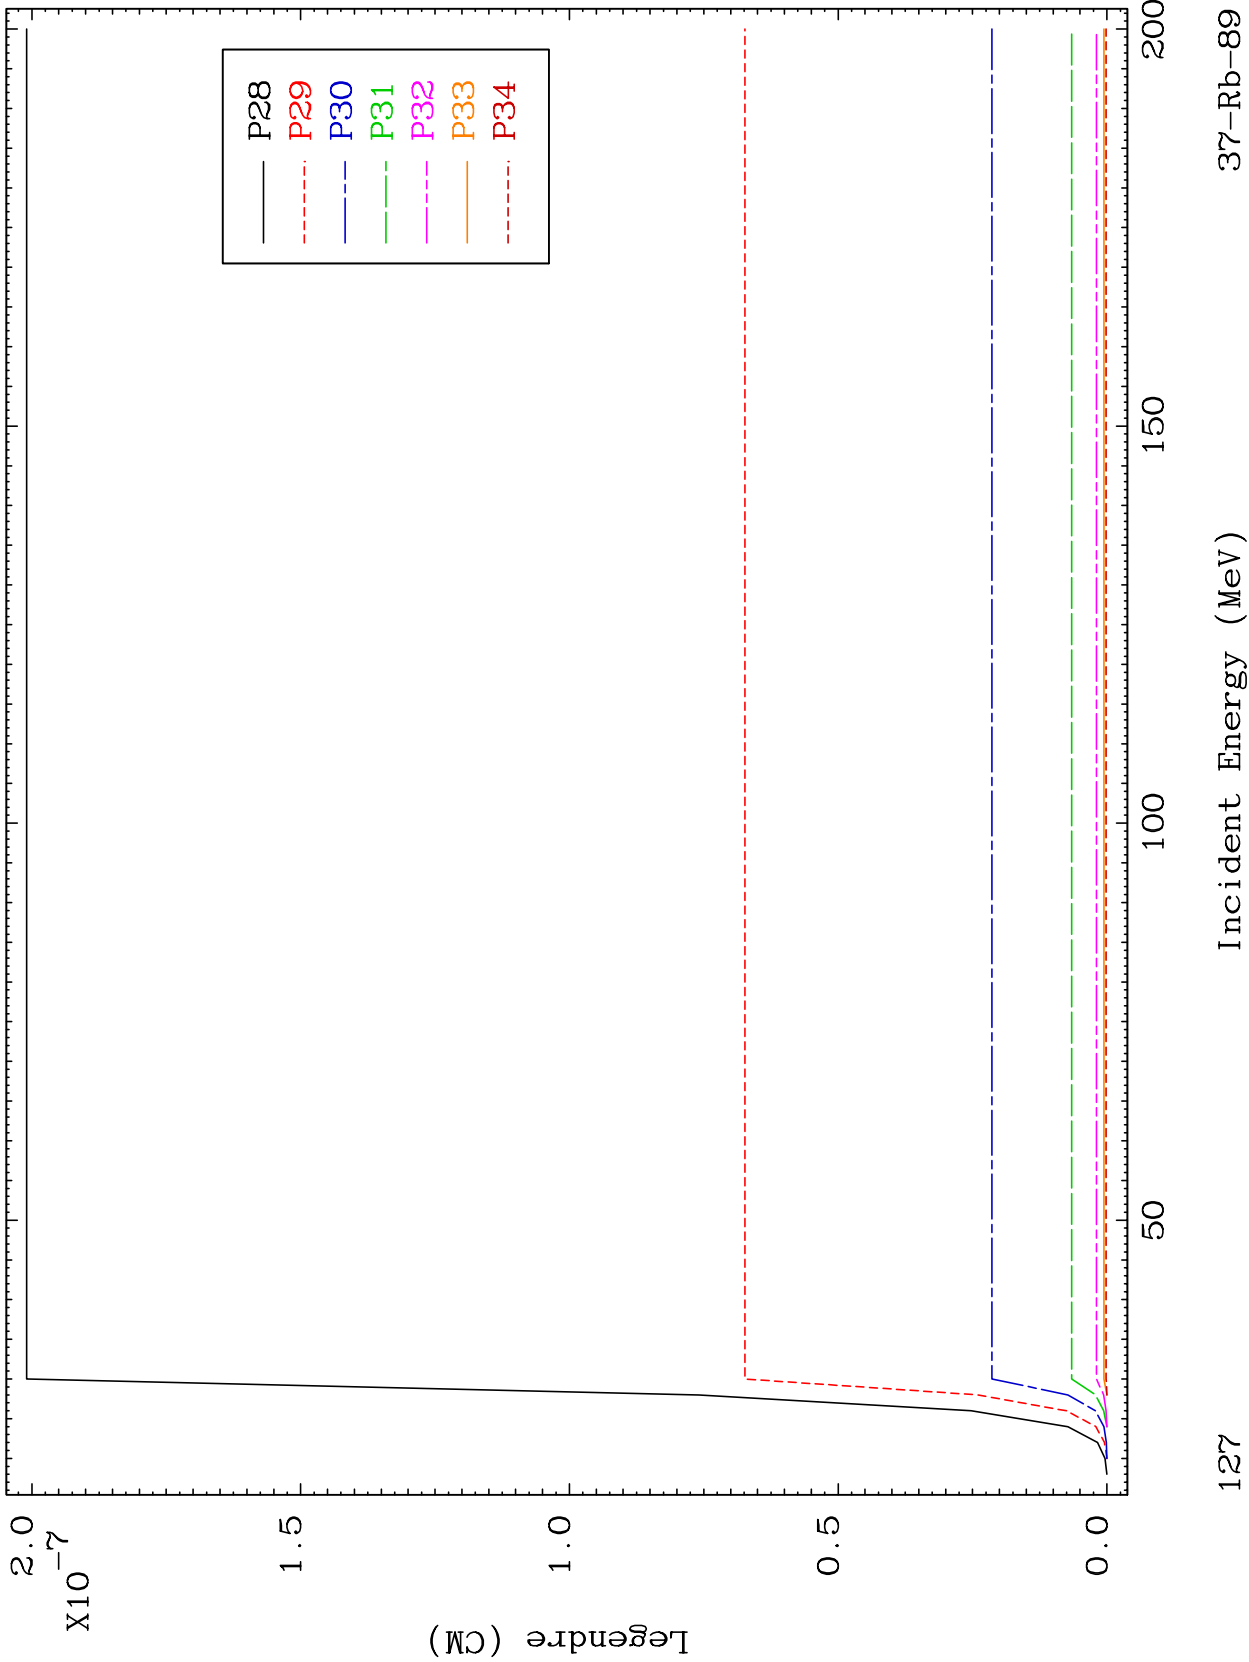 Legendre (CM)
X10-7
2.0
1.5
1.0
0.5
0.0
P28
P29
P30
P31
P32
P33
P34
50
100
150
200
Incident Energy (MeV)
127
37-Rb-89